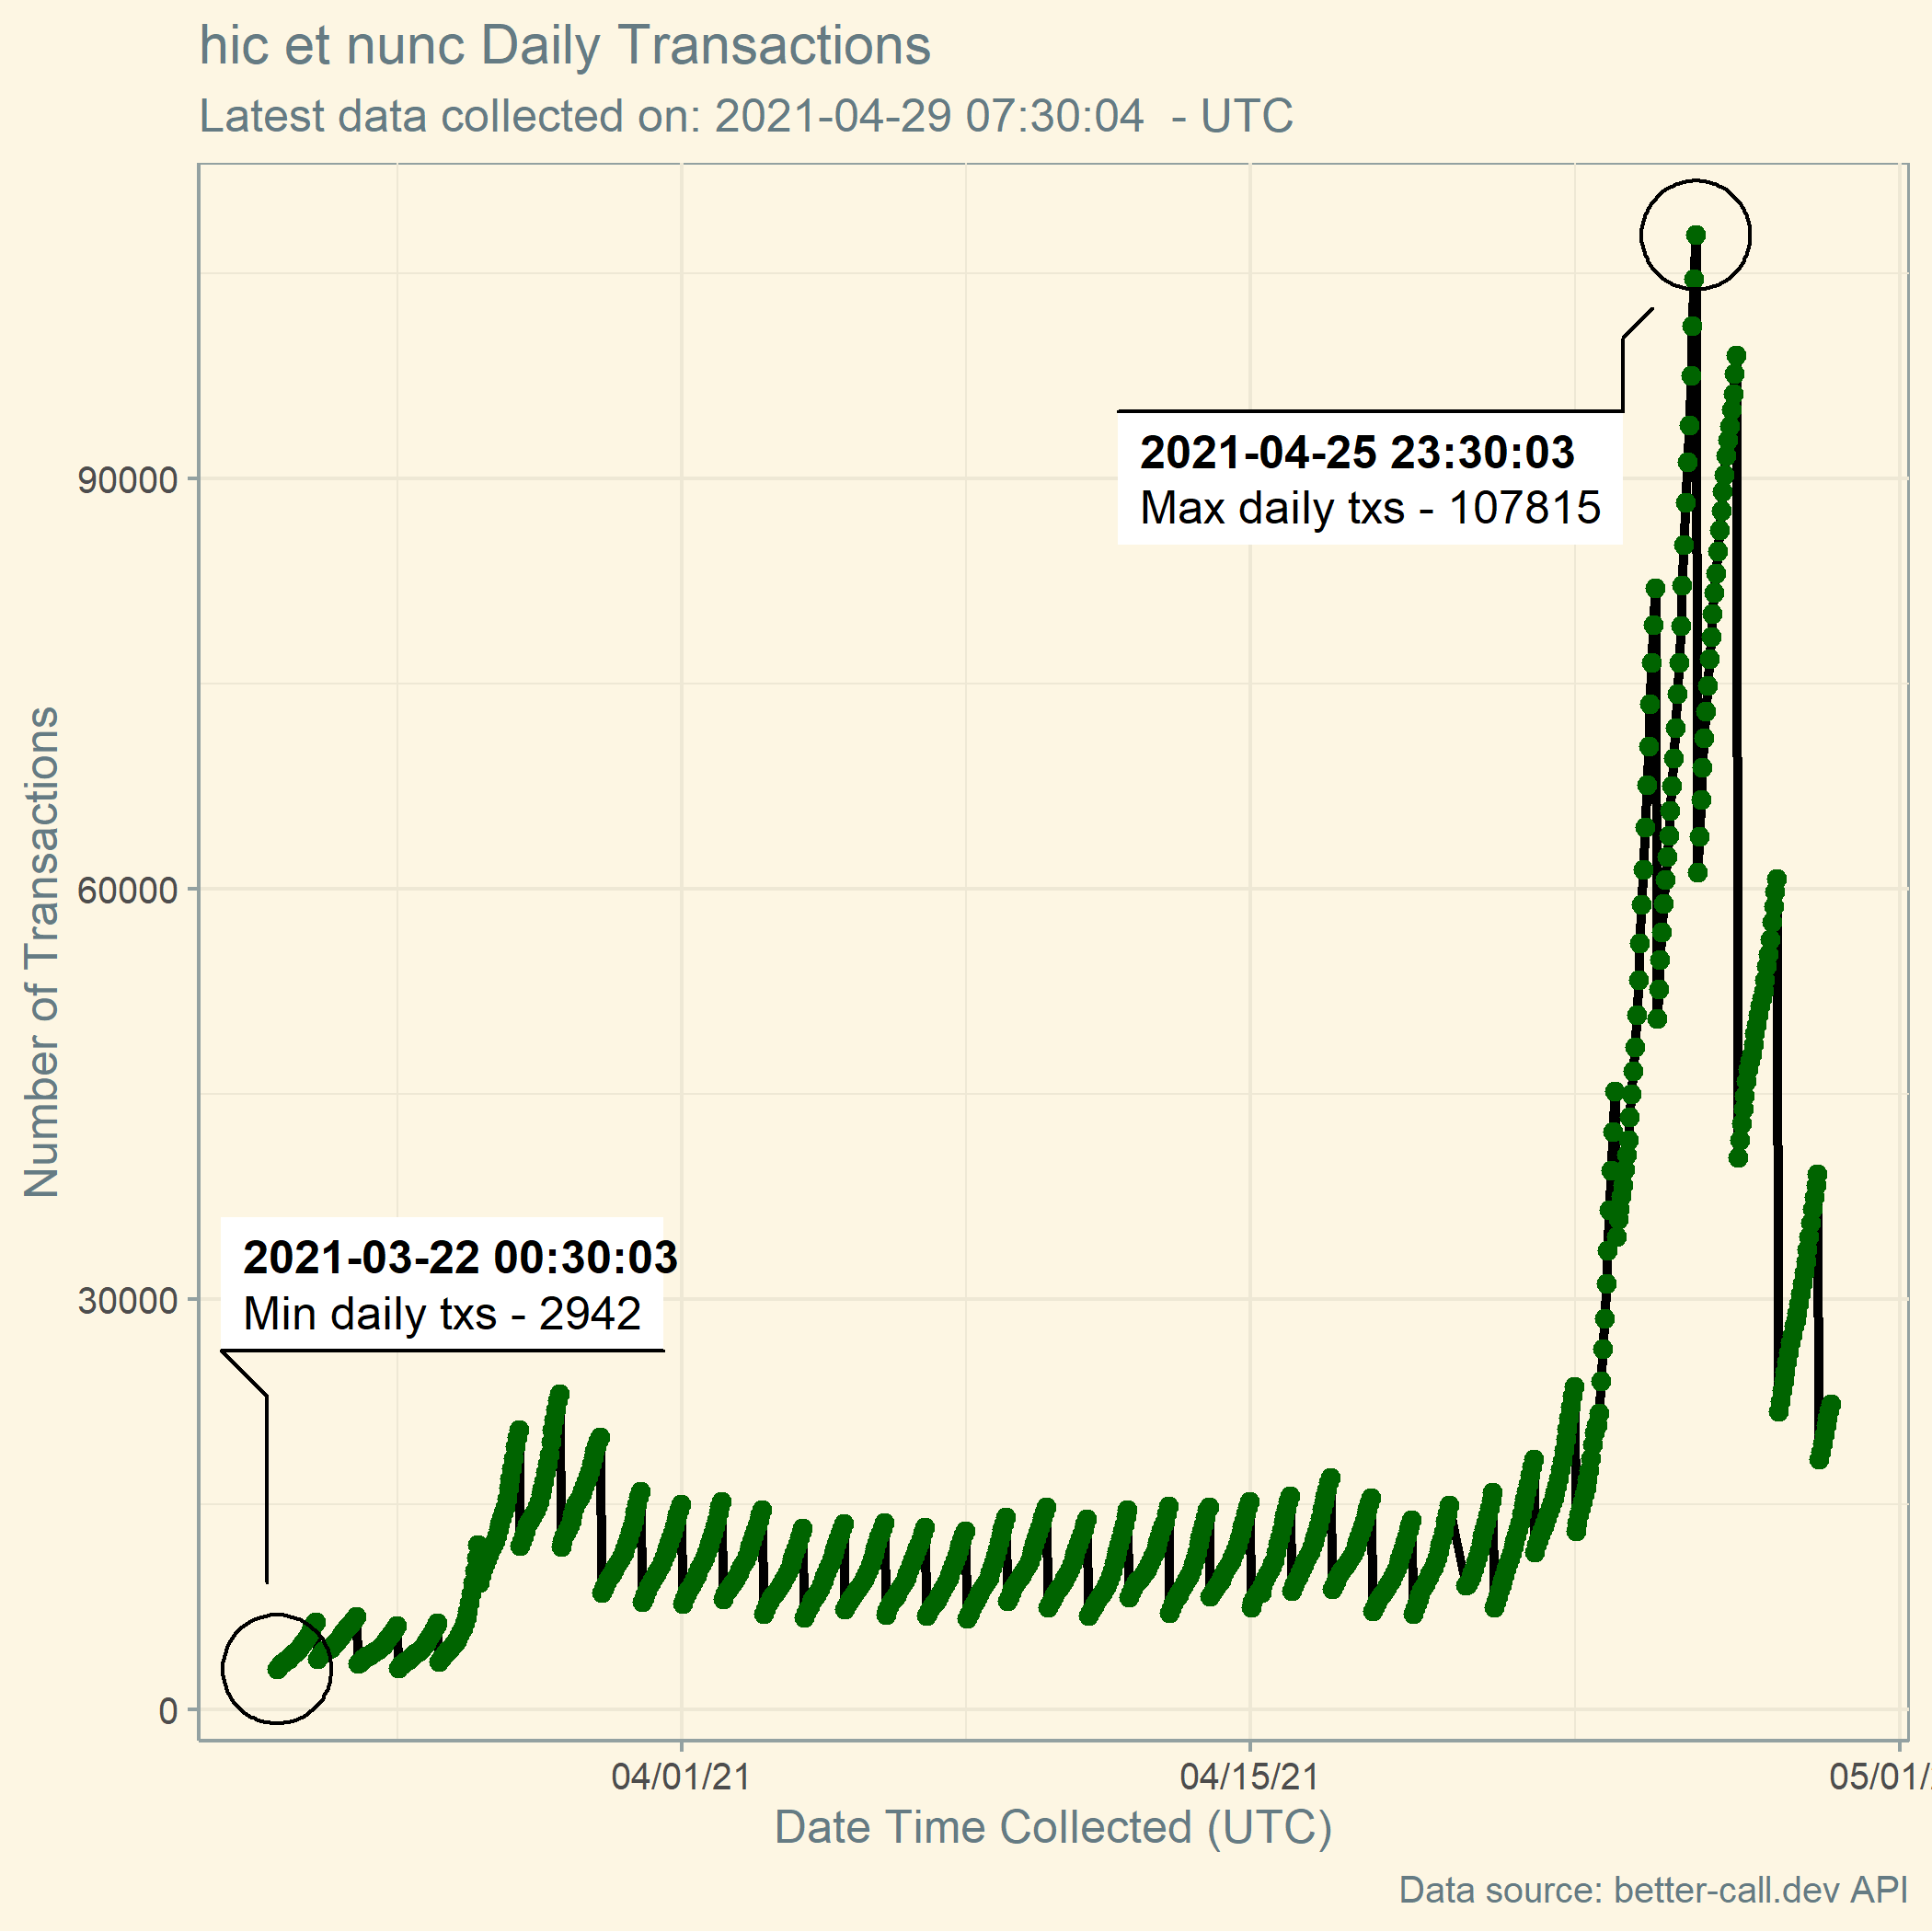 hic et nunc Daily Transactions
Latest data collected on: 2021-04-29 07:30:04  - UTC
Number of Transactions
90000
60000
30000
0
2021-04-25 23:30:03
Max daily txs - 107815
2021-03-22 00:30:03
Min daily txs - 2942
04/01/21
04/15/21
05/01/
Date Time Collected (UTC)
Data source: better-call.dev API